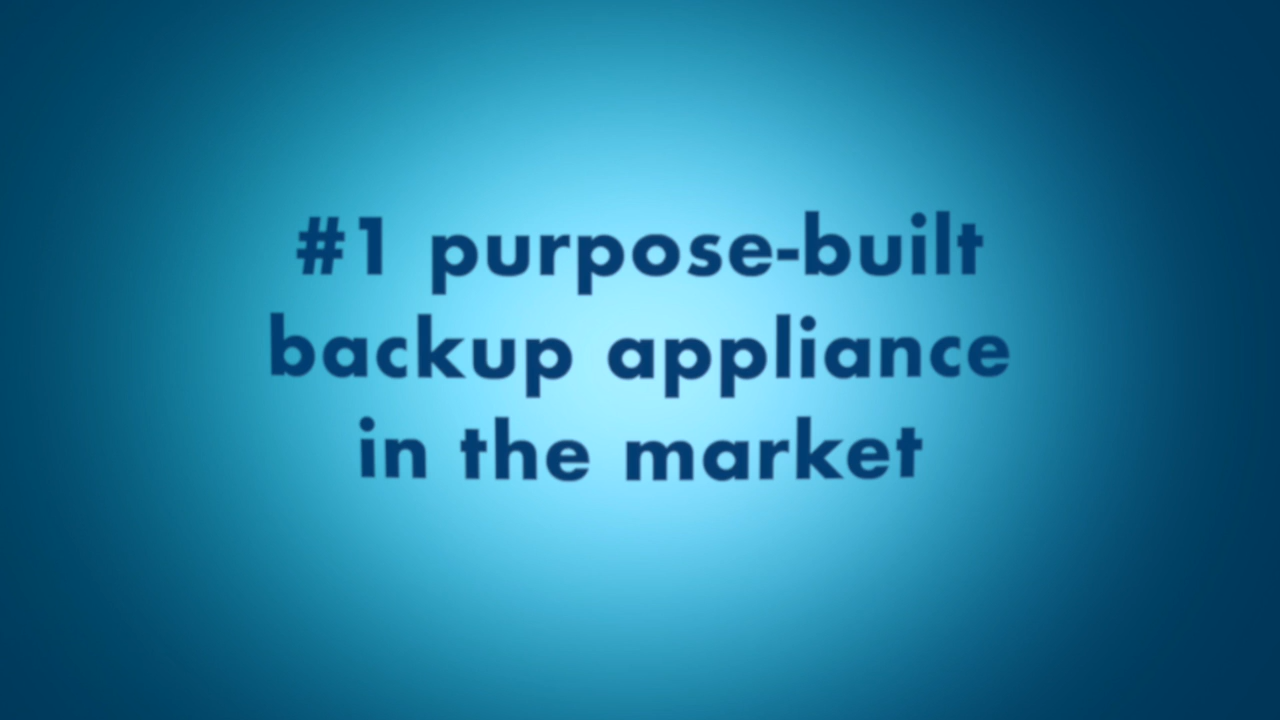 #1 purpose-built
backup appliance
in the market